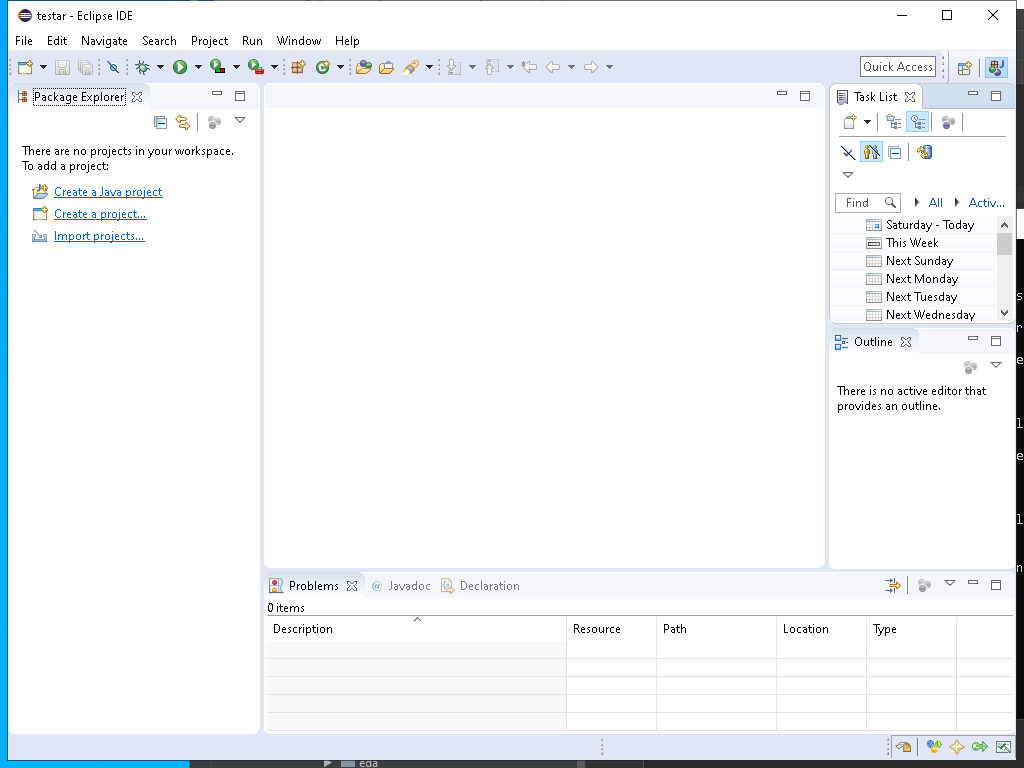 testar - Eclipse IDE
File Edit Navigate Search Project Run Window Help
Quick Access
Package Explorer
There are no projects in your workspace.
To add a project:
Create a Java project
Create a project...
Import projects...
Task List
Find All Activ...
Saturday - Today
This Week
Next Sunday
Next Monday
Next Tuesday
Next Wednesday
Outline
There is no active editor that
provides an outline.
Problems @ Javadoc Declaration
0 items
Description Resource Path Location Type
eda